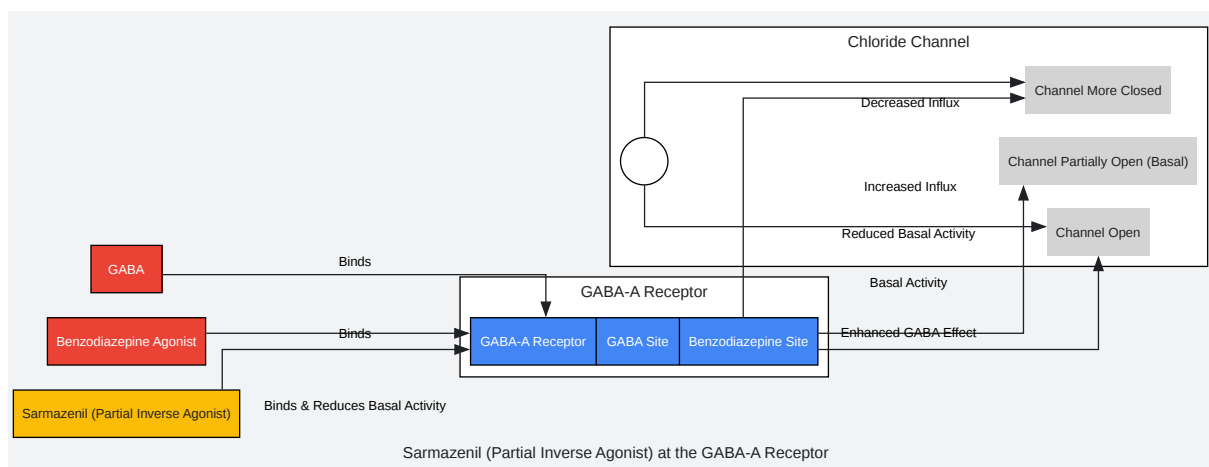 Chloride Channel
Channel More Closed
Decreased Influx
Channel Partially Open (Basal)
Increased Influx
Reduced Basal Activity
Channel Open
GABA
Binds
Basal Activity
GABA-A Receptor
Benzodiazepine Agonist
Binds
GABA-A Receptor
GABA Site
Benzodiazepine Site
Enhanced GABA Effect
Sarmazenil (Partial Inverse Agonist)
Binds & Reduces Basal Activity
Sarmazenil (Partial Inverse Agonist) at the GABA-A Receptor